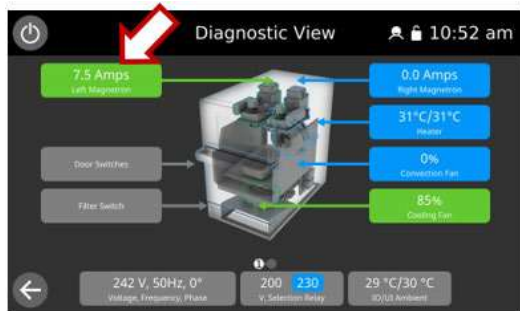 Diagnostic View
10:52 am
7.5 Amps
Left Magnetron
0.0 Amps
Right Magnetron
31°C/31°C
Heater
Door Switches
0%
Convection Fan
Filter Switch
85%
Cooling Fan
1
242 V, 50Hz, 0°
Voltage, Frequency, Phase
200 230
V, Selection Relay
29 °C/30 °C
IO/UI Ambient